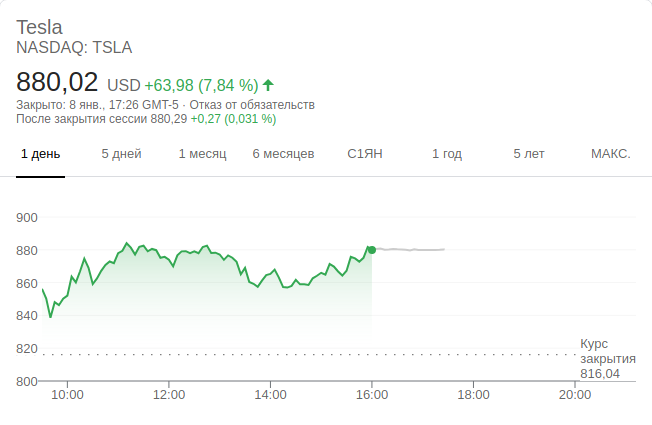 Tesla
NASDAQ: TSLA
880,02 USD +63,98 (7,84 %)
Закрыто: 8 янв., 17:26 GMT-5 · Отказ от обязательств
После закрытия сессии 880,29 +0,27 (0,031 %)
1 день 5 дней 1 месяц 6 месяцев С1ЯН 1 год 5 лет МАКС.
900
880
860
840
820
800
Курс
закрытия
816,04
10:00 12:00 14:00 16:00 18:00 20:00